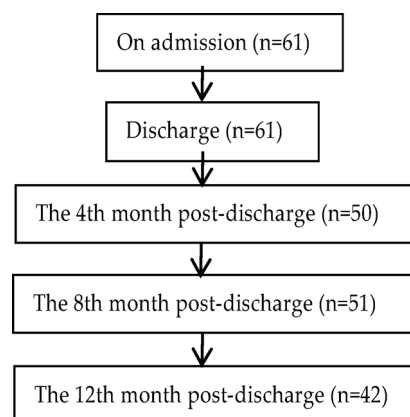 On admission (n=61)
Discharge (n=61)
The 4th month post-discharge (n=50)
The 8th month post-discharge (n=51)
The 12th month post-discharge (n=42)